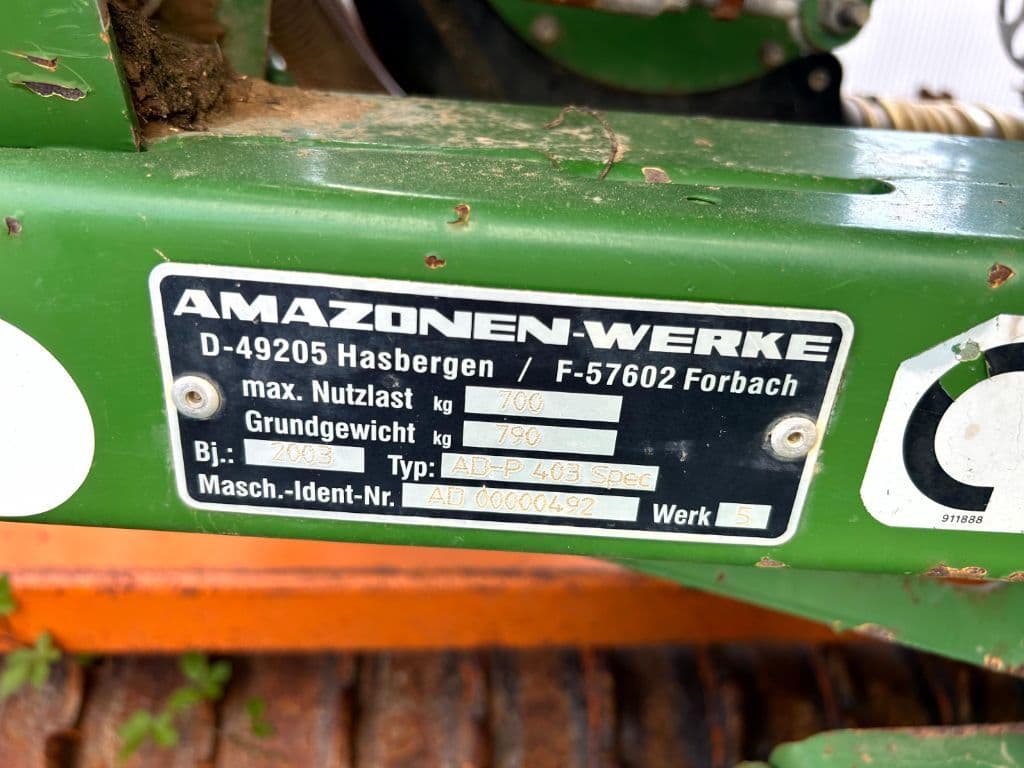 AMAZONEN-WERKE
D-49205 Hasbergen / F-57602 Forbach
max. Nutzlast kg 700
Grundgewicht kg 790
Bj.: 2003 Typ: AD-P 403 Spec
Masch.-Ident-Nr. AD 00000492 Werk 5
911888